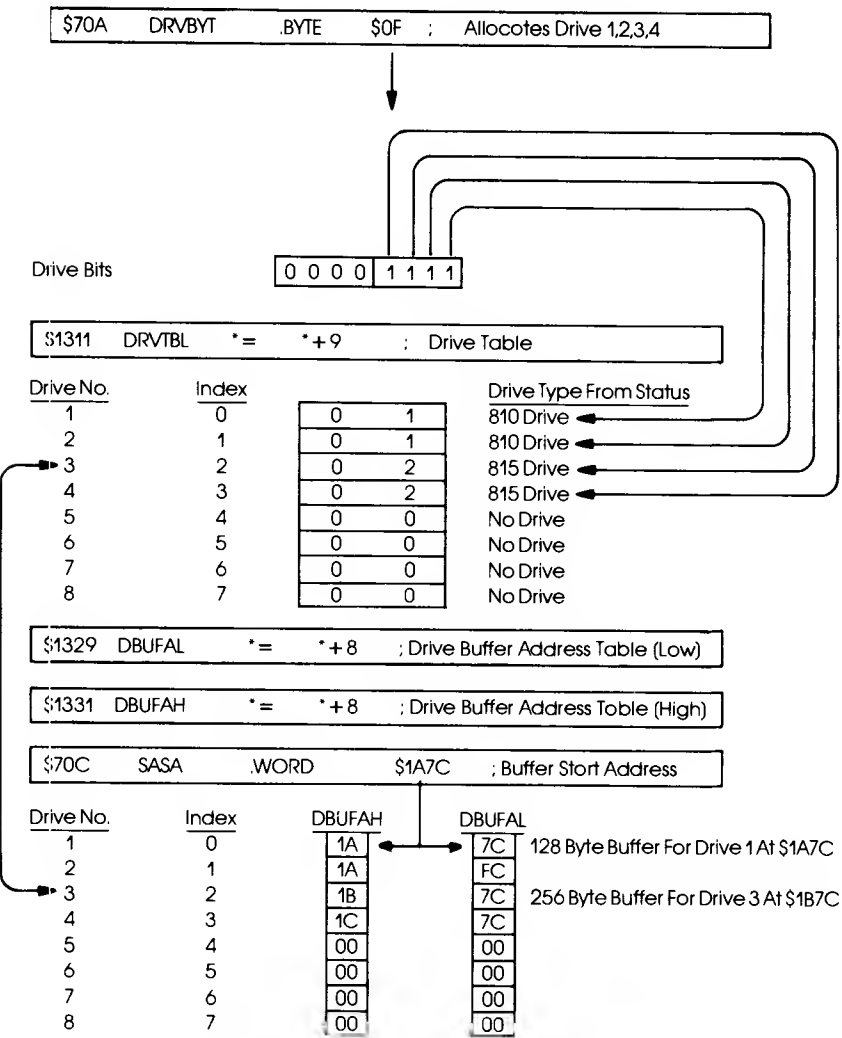 $70A DRVBYT .BYTE $0F ; Allocotes Drive 1,2,3,4
Drive Bits 0 0 0 0 1 1 1 1
$1311 DRVTBL *= *+9 ; Drive Table
Drive No. Index Drive Type From Status
1 0 0 1 810 Drive
2 1 0 1 810 Drive
3 2 0 2 815 Drive
4 3 0 2 815 Drive
5 4 0 0 No Drive
6 5 0 0 No Drive
7 6 0 0 No Drive
8 7 0 0 No Drive
$1329 DBUFAL *= *+8 ; Drive Buffer Address Table (Low)
$1331 DBUFAH *= *+8 ; Drive Buffer Address Toble (High)
$70C SASA .WORD $1A7C ; Buffer Stort Address
Drive No. Index DBUFAH DBUFAL
1 0 1A 7C 128 Byte Buffer For Drive 1 At $1A7C
2 1 1A FC
3 2 1B 7C 256 Byte Buffer For Drive 3 At $1B7C
4 3 1C 7C
5 4 00 00
6 5 00 00
7 6 00 00
8 7 00 00